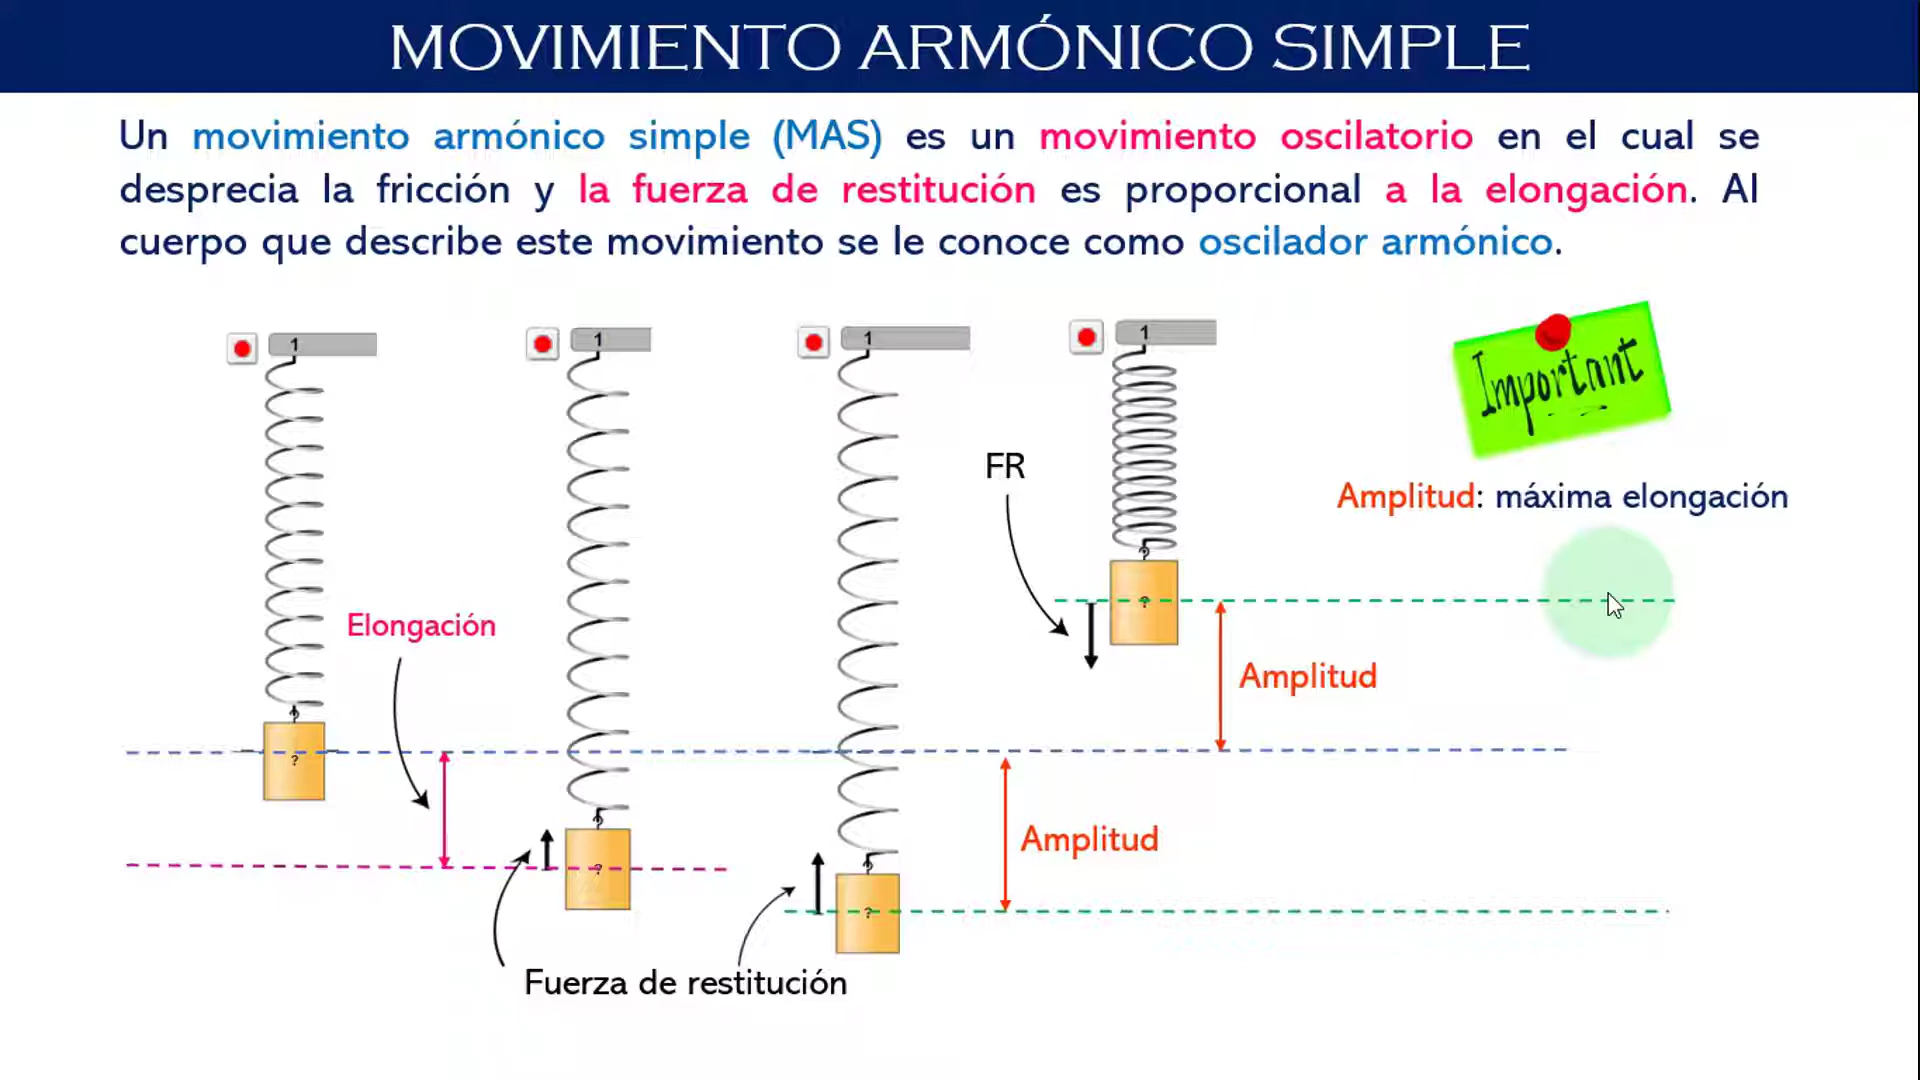 MOVIMIENTO ARMÓNICO SIMPLE
Un movimiento armónico simple (MAS) es un movimiento oscilatorio en el cual se
desprecia la fricción y la fuerza de restitución es proporcional a la elongación. Al
cuerpo que describe este movimiento se le conoce como oscilador armónico.
1
1
1
1
Important
FR
Amplitud: máxima elongación
?
Elongación
Amplitud
?
?
Amplitud
?
Fuerza de restitución